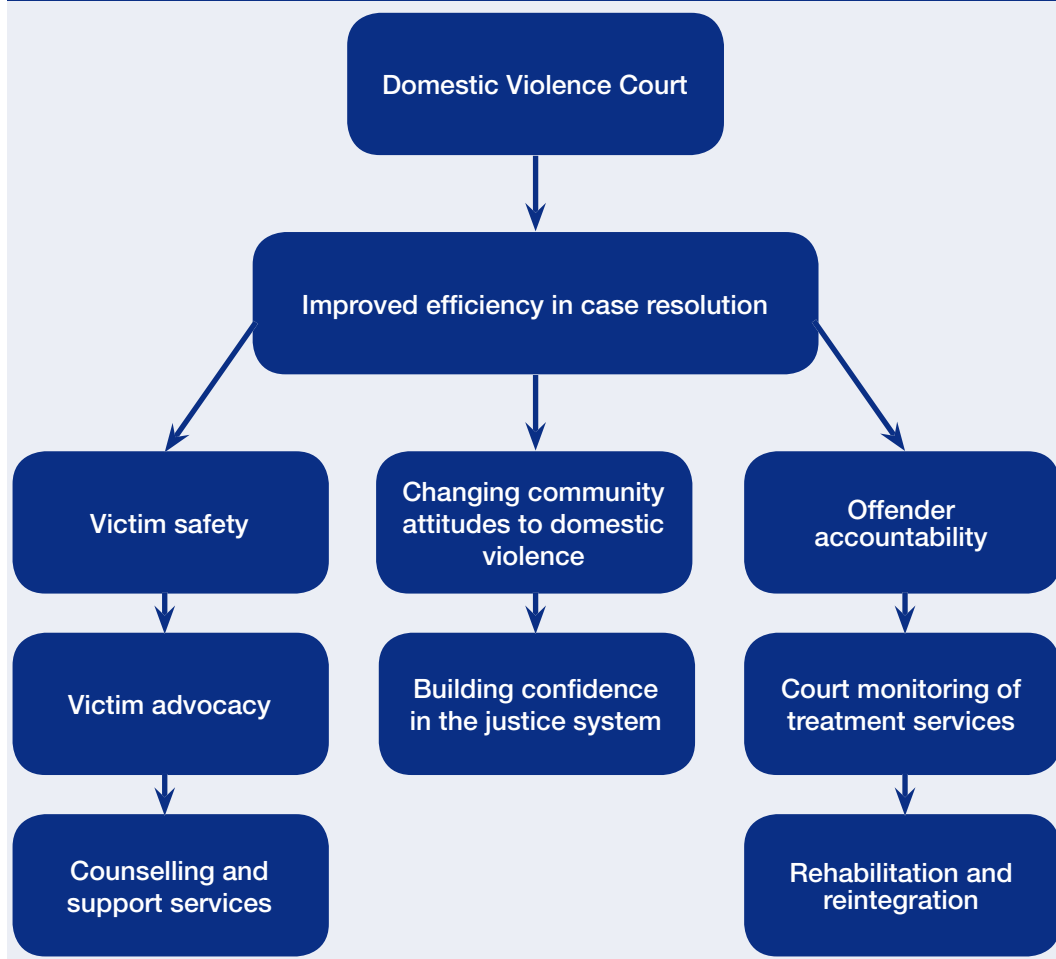 Domestic Violence Court
Improved efficiency in case resolution
Victim safety
Changing community
attitudes to domestic
violence
Offender
accountability
Victim advocacy
Building confidence
in the justice system
Court monitoring of
treatment services
Counselling and
support services
Rehabilitation and
reintegration